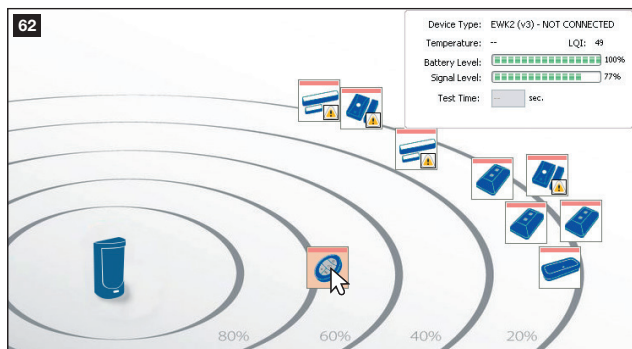 62
Device Type: EWK2 (v3) - NOT CONNECTED
Temperature: -- LQI: 49
Battery Level: 100%
Signal Level: 77%
Test Time: -- sec.
80% 60% 40% 20%